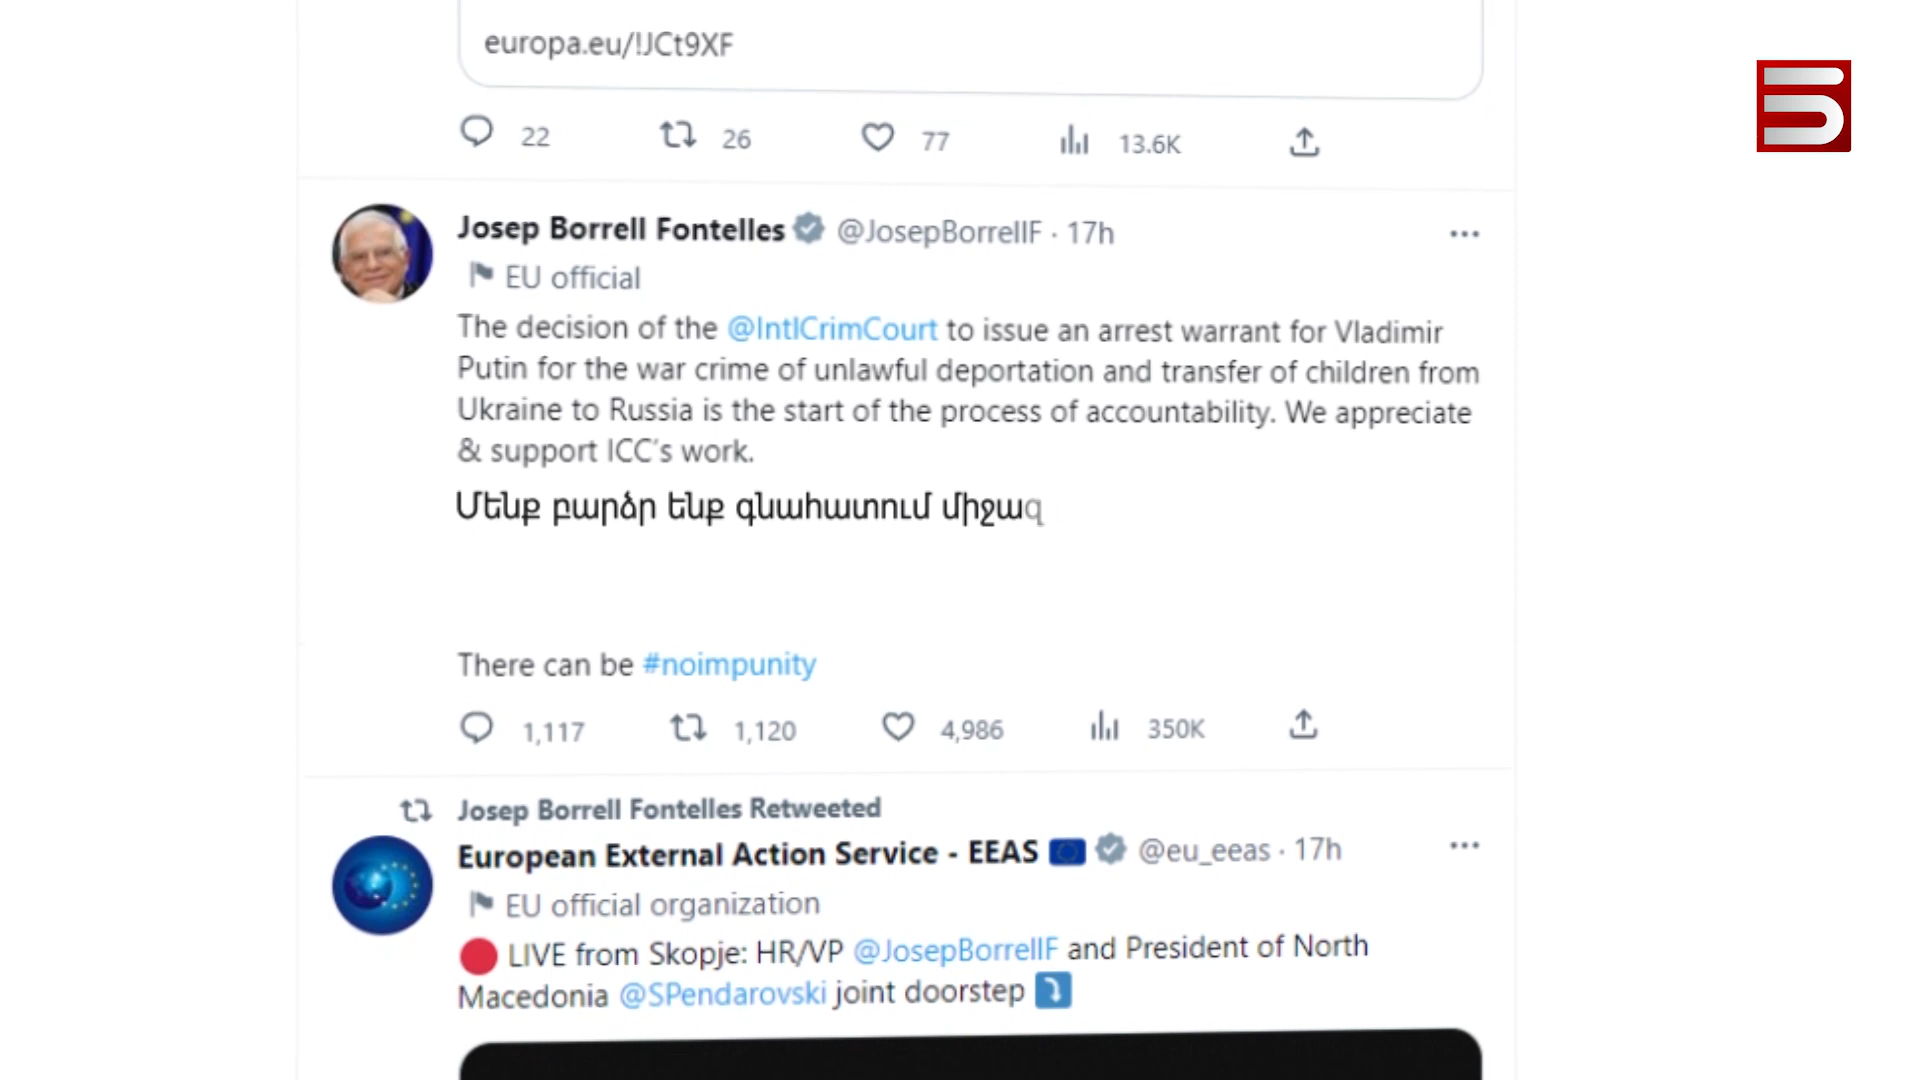 europa.eu/!JCt9XF
22 26 77 13.6K
Josep Borrell Fontelles @JosepBorrellF · 17h
EU official
The decision of the @IntlCrimCourt to issue an arrest warrant for Vladimir
Putin for the war crime of unlawful deportation and transfer of children from
Ukraine to Russia is the start of the process of accountability. We appreciate
& support ICC's work.
Մենք բարձր ենք գնահատում միջազ
There can be #noimpunity
1,117 1,120 4,986 350K
Josep Borrell Fontelles Retweeted
European External Action Service - EEAS @eu_eeas · 17h
EU official organization
LIVE from Skopje: HR/VP @JosepBorrellF and President of North
Macedonia @SPendarovski joint doorstep
5